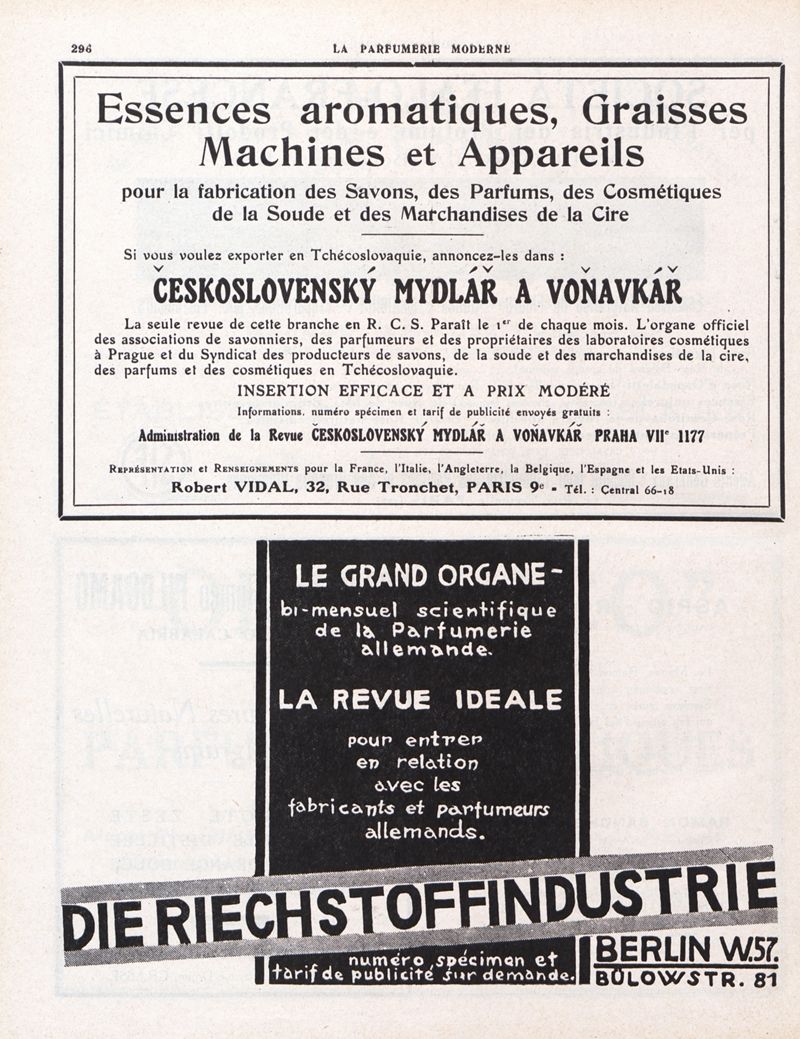 296
LA PARFUMERIE MODERNE
Essences aromatiques, Graisses
Machines et Appareils
pour la fabrication des Savons, des Parfums, des Cosmétiques
de la Soude et des Marchandises de la Cire
Si vous voulez exporter en Tchécoslovaquie, annoncez-les dans :
ČESKOSLOVENSKÝ MYDLÁŘ A VOŇAVKÁŘ
La seule revue de cette branche en R. C. S. Paraît le 1er de chaque mois. L'organe officiel
des associations de savonniers, des parfumeurs et des propriétaires des laboratoires cosmétiques
à Prague et du Syndicat des producteurs de savons, de la soude et des marchandises de la cire,
des parfums et des cosmétiques en Tchécoslovaquie.
INSERTION EFFICACE ET A PRIX MODÉRÉ
Informations, numéro spécimen et tarif de publicité envoyés gratuits :
Administration de la Revue ČESKOSLOVENSKÝ MYDLÁŘ A VOŇAVKÁŘ PRAHA VIIe 1177
REPRÉSENTATION et RENSEIGNEMENTS pour la France, l'Italie, l'Angleterre, la Belgique, l'Espagne et les Etats-Unis :
Robert VIDAL, 32, Rue Tronchet, PARIS 9e - Tél. : Central 66-18
LE GRAND ORGANE-
bi-mensuel scientifique
de la Parfumerie
allemande.
LA REVUE IDEALE
pour entrer
en relation
avec les
fabricants et parfumeurs
allemands.
DIE RIECHSTOFFINDUSTRIE
numéro spécimen et
tarif de publicité sur demande.
BERLIN W.57.
BÜLOWSTR. 81